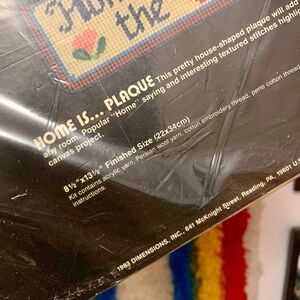 "Hom
the
HOME IS... PLAQUE This pretty house-shaped plaque will add
any room. Popular "Home" saying and interesting textured stitches highlig
canvas project.
8½"x13½" Finished Size (22x34cm)
Kit contains acrylic yarn, Persian wool yarn, cotton embroidery thread, perle cotton thread,
instructions.
1983 DIMENSIONS, INC., 641 McKnight Street, Reading, PA. 19601 U